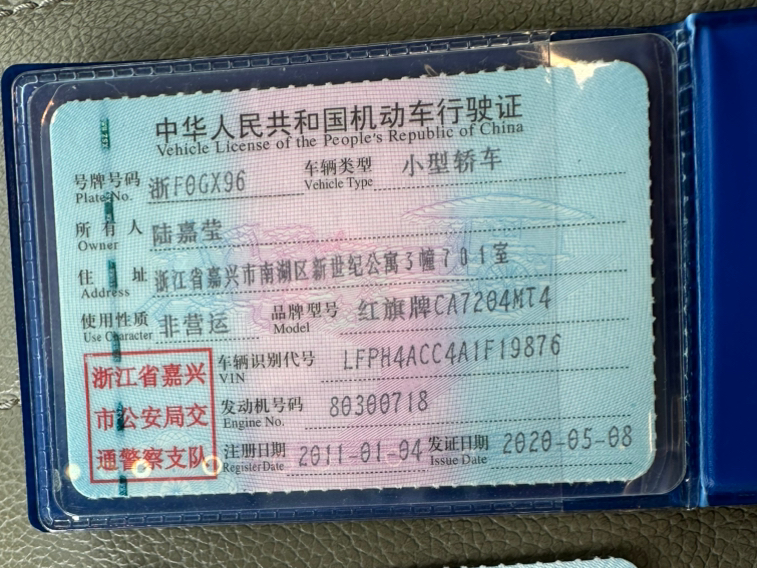 中华人民共和国机动车行驶证
Vehicle License of the People's Republic of China
号牌号码 浙F0GX96 车辆类型 小型轿车
Plate No. Vehicle Type
所有人 陆嘉莹
Owner
住址 浙江省嘉兴市南湖区新世纪公寓3幢701室
Address
使用性质 非营运 品牌型号 红旗牌CA7204MT4
Use Character Model
浙江省嘉兴
市公安局交
通警察支队
车辆识别代号 LFPH4ACC4A1F19876
VIN
发动机号码 80300718
Engine No.
注册日期 2011-01-04 发证日期 2020-05-08
Register Date Issue Date